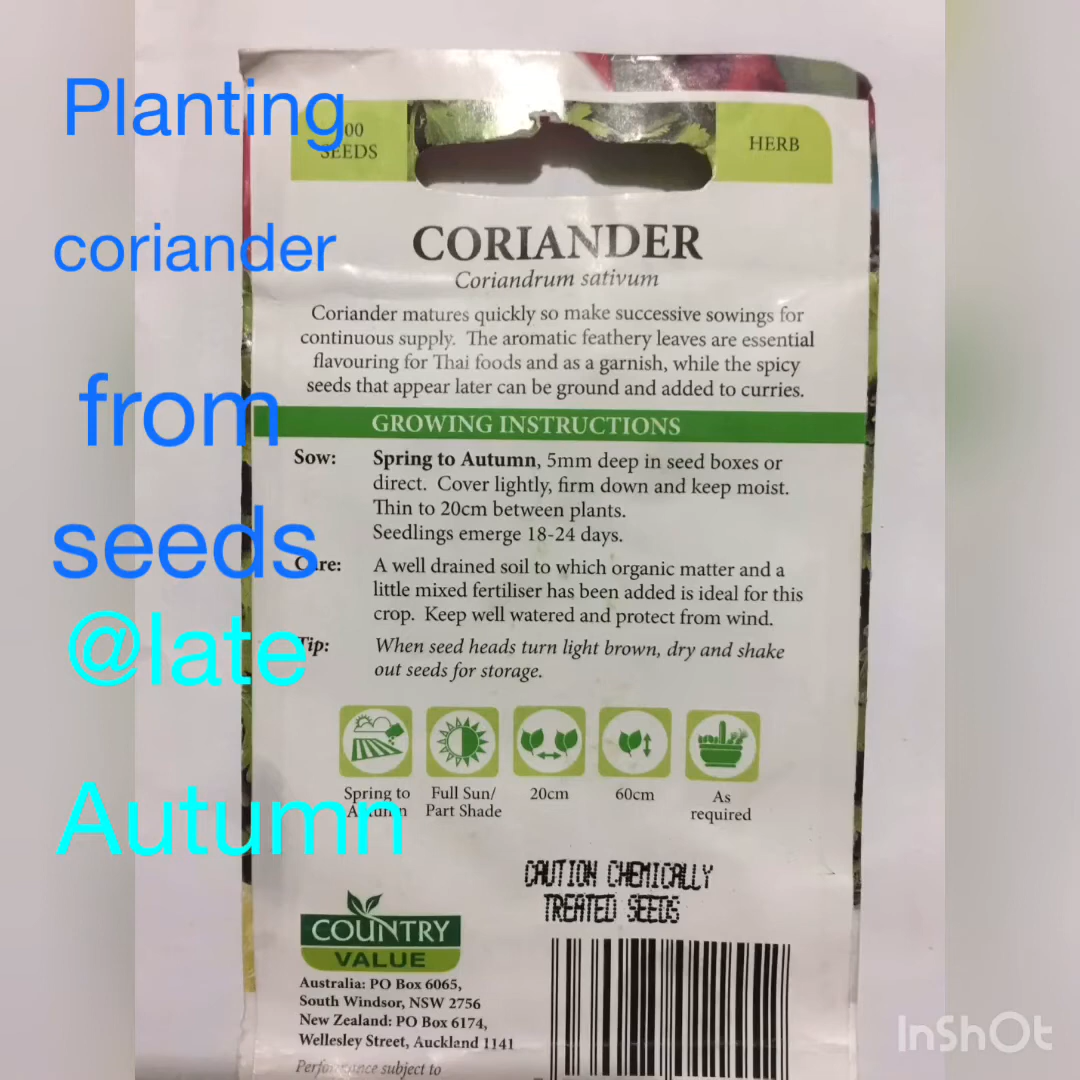 Planting
coriander
from
seeds
@late
Autumn
00
SEEDS
HERB
CORIANDER
Coriandrum sativum
Coriander matures quickly so make successive sowings for
continuous supply. The aromatic feathery leaves are essential
flavouring for Thai foods and as a garnish, while the spicy
seeds that appear later can be ground and added to curries.
GROWING INSTRUCTIONS
Sow: Spring to Autumn, 5mm deep in seed boxes or
direct. Cover lightly, firm down and keep moist.
Thin to 20cm between plants.
Seedlings emerge 18-24 days.
Care: A well drained soil to which organic matter and a
little mixed fertiliser has been added is ideal for this
crop. Keep well watered and protect from wind.
Tip: When seed heads turn light brown, dry and shake
out seeds for storage.
Spring to
Autumn
Full Sun/
Part Shade
20cm
60cm
As
required
CAUTION CHEMICALLY
TREATED SEEDS
COUNTRY
VALUE
Australia: PO Box 6065,
South Windsor, NSW 2756
New Zealand: PO Box 6174,
Wellesley Street, Auckland 1141
Performance subject to
InShOt